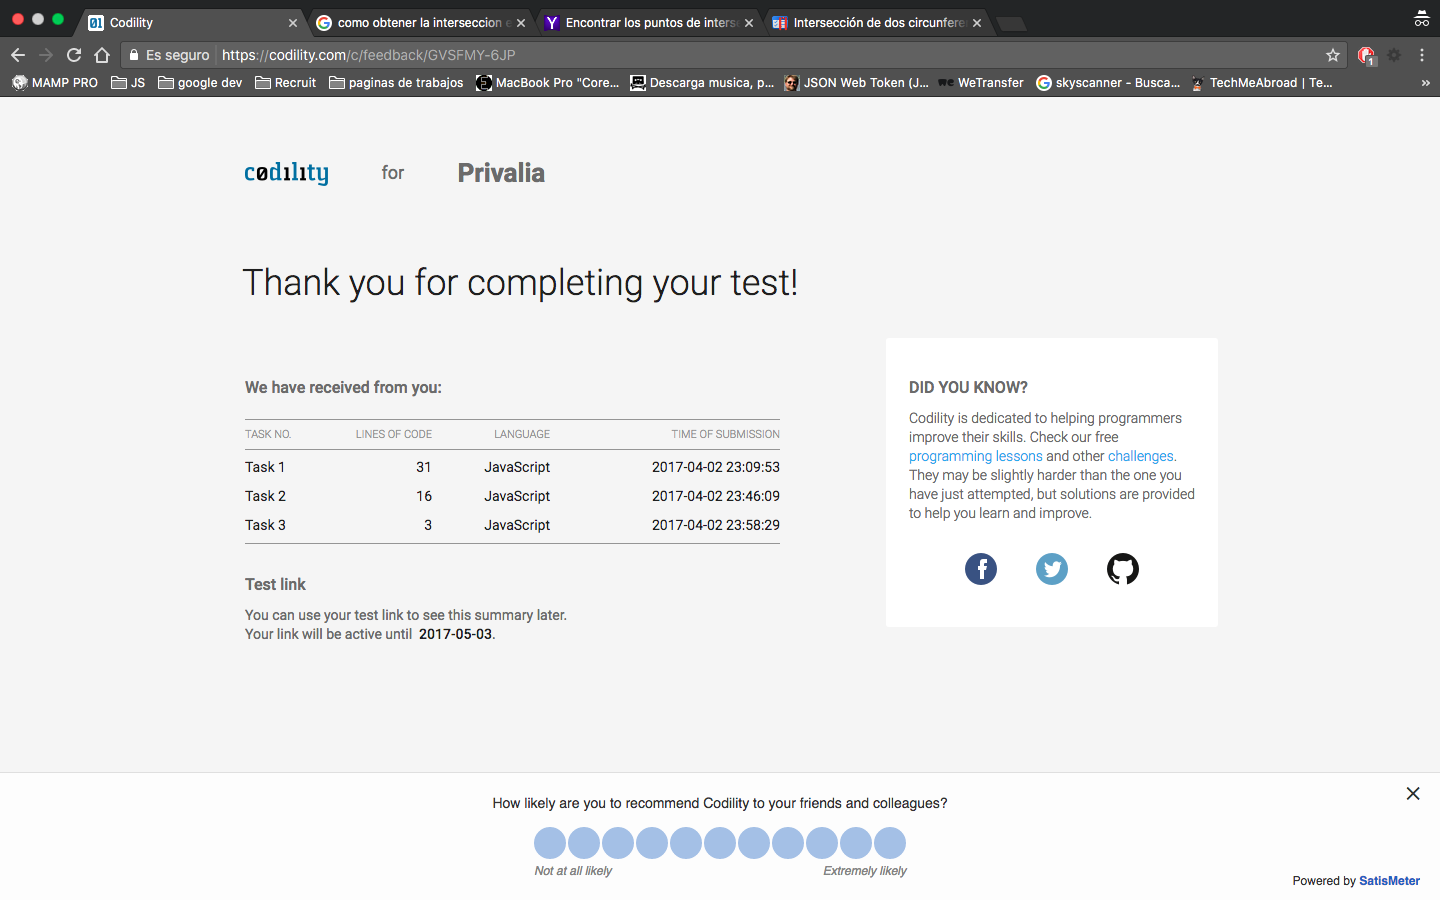 Codility
como obtener la interseccion e
Encontrar los puntos de interse
Intersección de dos circunfere
Es seguro
https://codility.com/c/feedback/GVSFMY-6JP
1
MAMP PRO
JS
google dev
Recruit
paginas de trabajos
MacBook Pro "Core...
Descarga musica, p...
JSON Web Token (J...
we WeTransfer
skyscanner - Busca...
TechMeAbroad | Te...
»
codility for Privalia
Thank you for completing your test!
We have received from you:
TASK NO. LINES OF CODE LANGUAGE TIME OF SUBMISSION
Task 1 31 JavaScript 2017-04-02 23:09:53
Task 2 16 JavaScript 2017-04-02 23:46:09
Task 3 3 JavaScript 2017-04-02 23:58:29
Test link
You can use your test link to see this summary later.
Your link will be active until 2017-05-03.
DID YOU KNOW?
Codility is dedicated to helping programmers
improve their skills. Check our free
programming lessons and other challenges.
They may be slightly harder than the one you
have just attempted, but solutions are provided
to help you learn and improve.
How likely are you to recommend Codility to your friends and colleagues?
Not at all likely
Extremely likely
Powered by SatisMeter